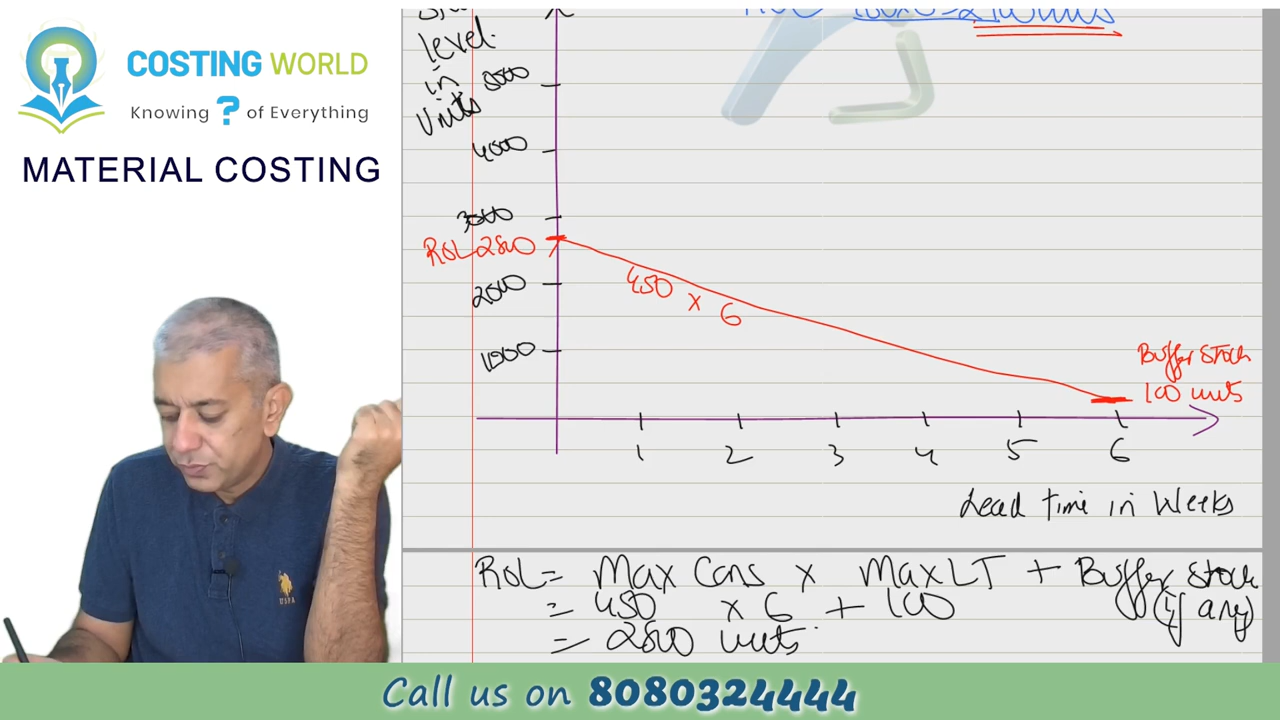 COSTING WORLD
Knowing ? of Everything
MATERIAL COSTING
level
in
Units
5000
4000
3000
ROL 2800
2000
1000
450
x 6
Buffer Stock
100 units
1 2 3 4 5 6
Lead Time in Weeks
ROL = Max Cons x Max LT + Buffer Stock
= 450 x 6 + 100 (if any)
= 2800 units
Call us on 8080324444
U.S. POLO ASSN